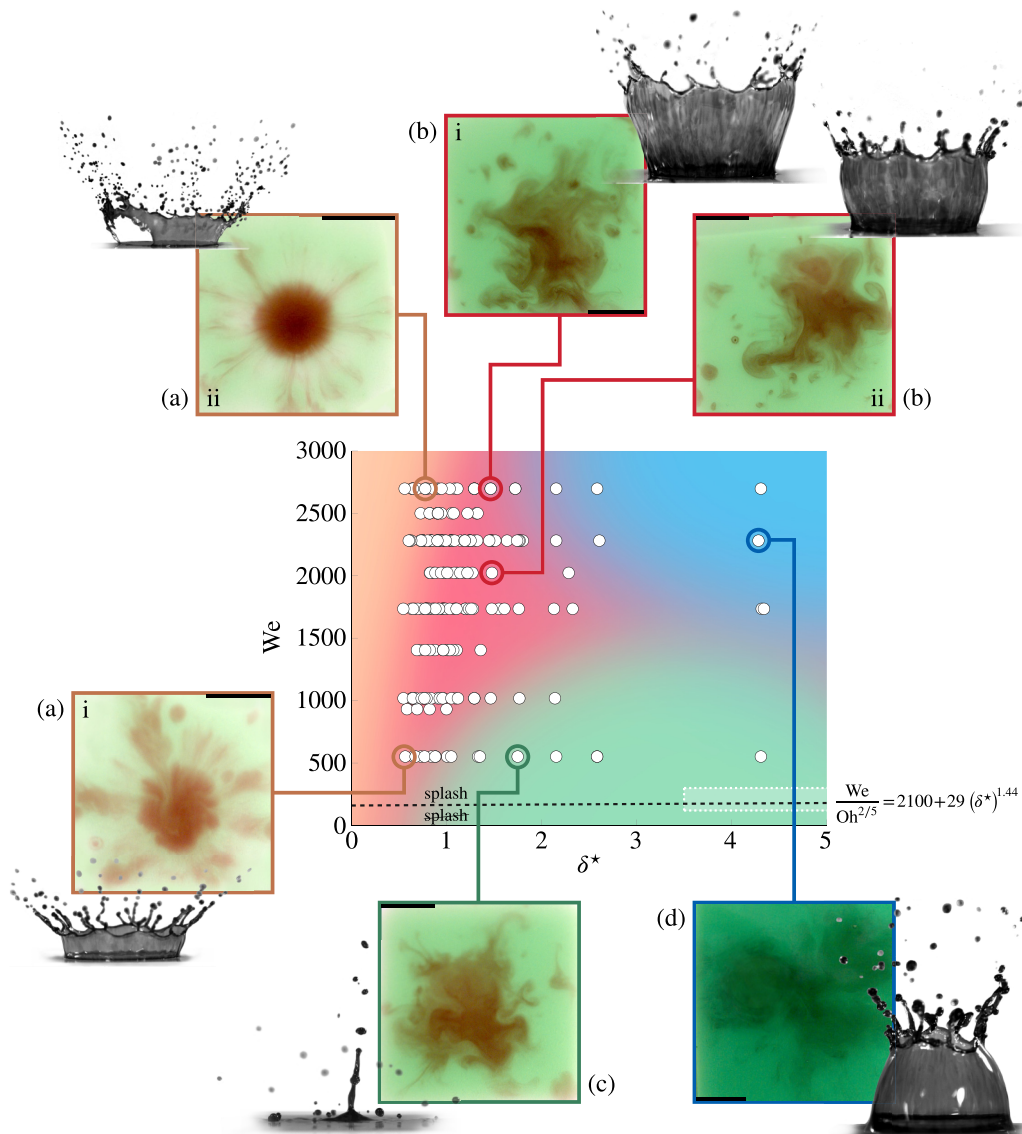 (b)
i
(a)
ii
ii
(b)
3000
2500
2000
1500
1000
500
0
We
(a)
i
splash
splash
We/Oh^{2/5} = 2100+29 (δ⋆)^{1.44}
0 1 2 3 4 5
δ⋆
(c)
(d)